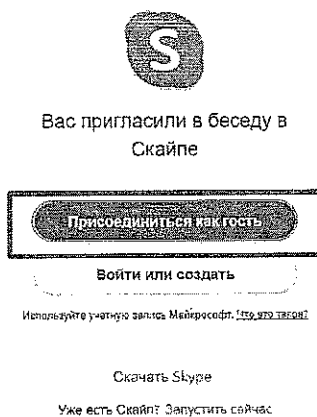 S
Вас пригласили в беседу в
Скайпе
Присоединиться как гость
Войти или создать
Используйте учетную запись Майкрософт. Что это такое?
Скачать Skype
Уже есть Скайп? Запустить сейчас